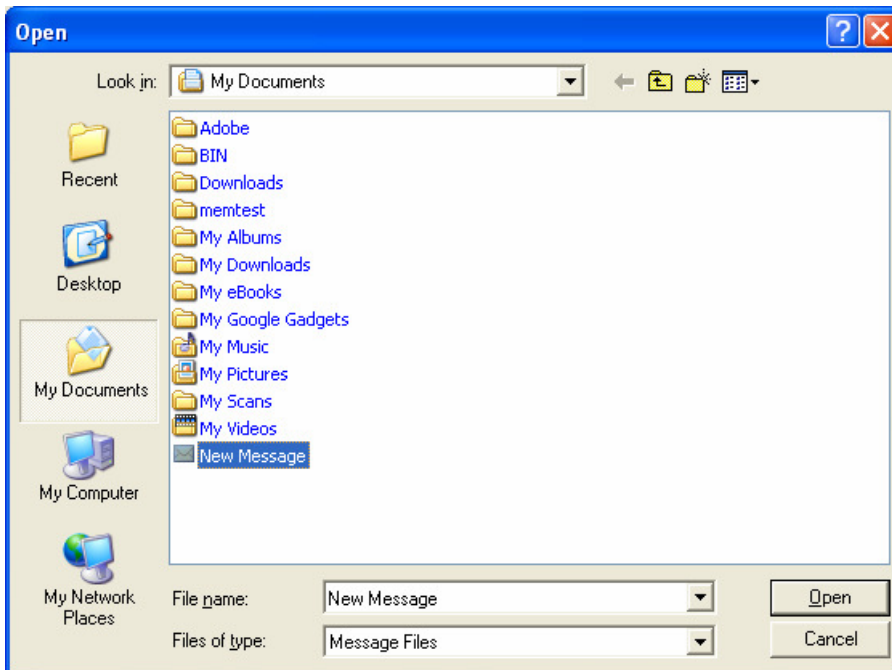 Open
Look in: My Documents
Recent
Desktop
My Documents
My Computer
My Network
Places
Adobe
BIN
Downloads
memtest
My Albums
My Downloads
My eBooks
My Google Gadgets
My Music
My Pictures
My Scans
My Videos
New Message
File name: New Message Open
Files of type: Message Files Cancel